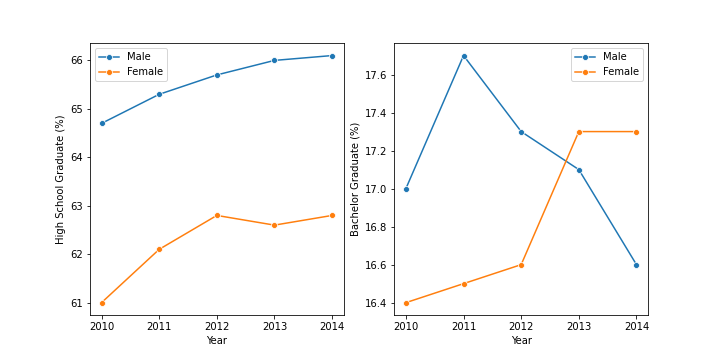 Male
Female
High School Graduate (%)
66
65
64
63
62
61
2010 2011 2012 2013 2014
Year
Male
Female
Bachelor Graduate (%)
17.6
17.4
17.2
17.0
16.8
16.6
16.4
2010 2011 2012 2013 2014
Year